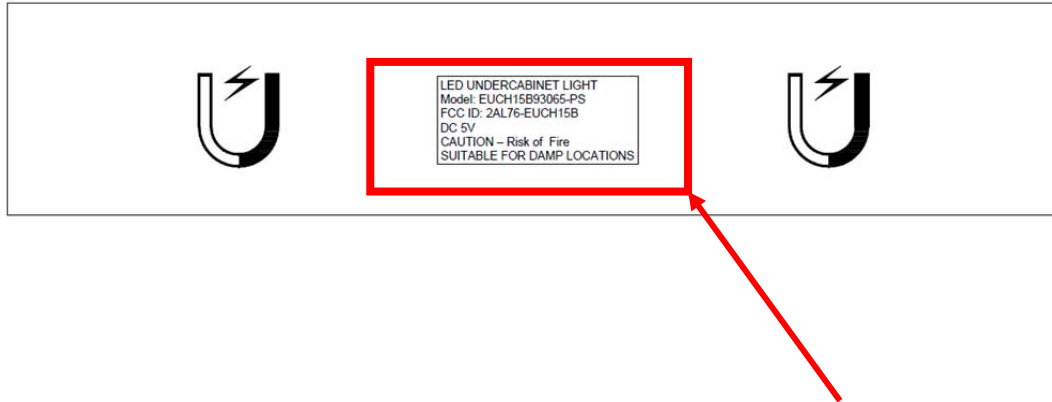 LED UNDERCABINET LIGHT
Model: EUCH15B93065-PS
FCC ID: 2AL76-EUCH15B
DC 5V
CAUTION – Risk of Fire
SUITABLE FOR DAMP LOCATIONS